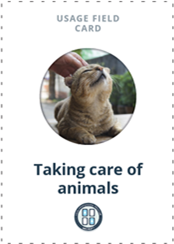 USAGE FIELD
CARD
Taking care of
animals